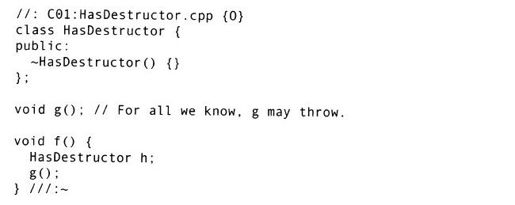 //: C01:HasDestructor.cpp {O}
class HasDestructor {
public:
  ~HasDestructor() {}
};

void g(); // For all we know, g may throw.

void f() {
  HasDestructor h;
  g();
} ///:~